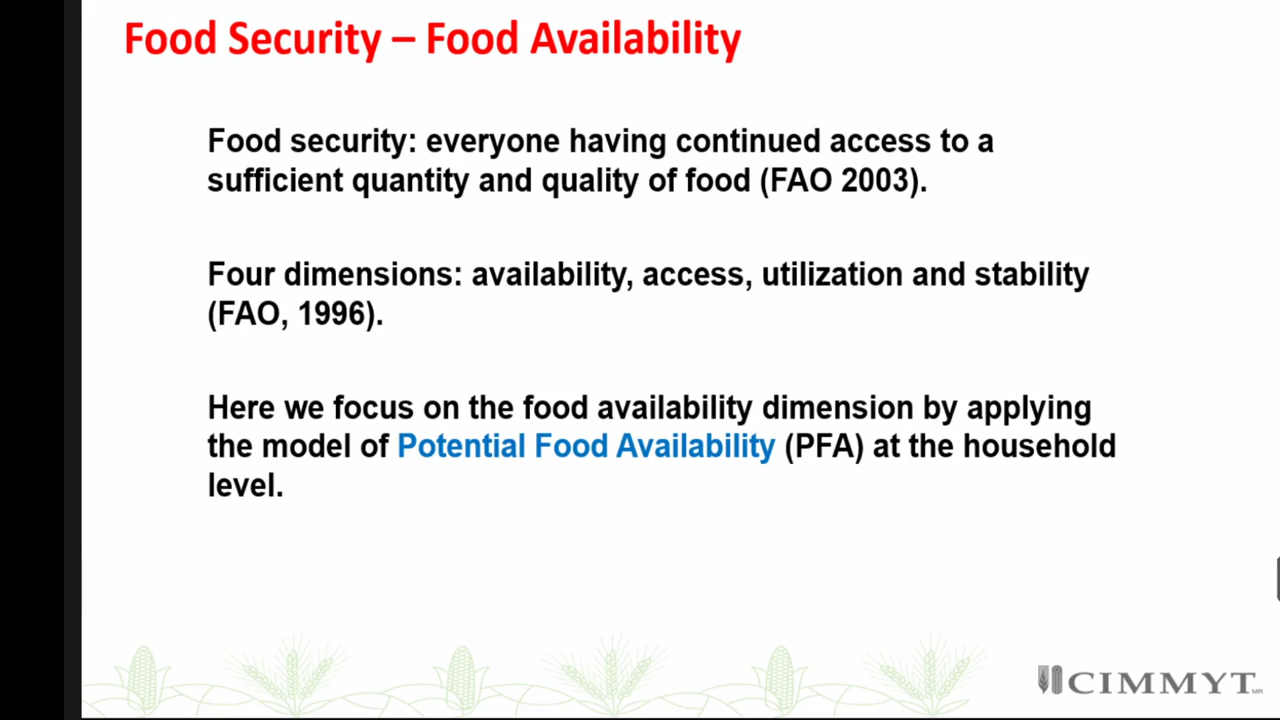 Food Security – Food Availability
Food security: everyone having continued access to a
sufficient quantity and quality of food (FAO 2003).
Four dimensions: availability, access, utilization and stability
(FAO, 1996).
Here we focus on the food availability dimension by applying
the model of Potential Food Availability (PFA) at the household
level.
CIMMYT MR